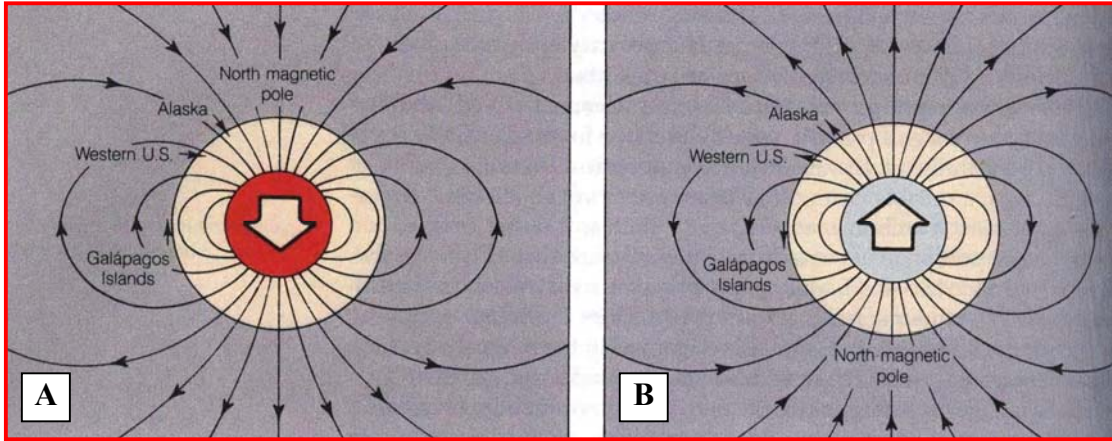 North magnetic
pole
Alaska
Western U.S.
Galápagos
Islands
A
Alaska
Western U.S.
Galápagos
Islands
North magnetic
pole
B